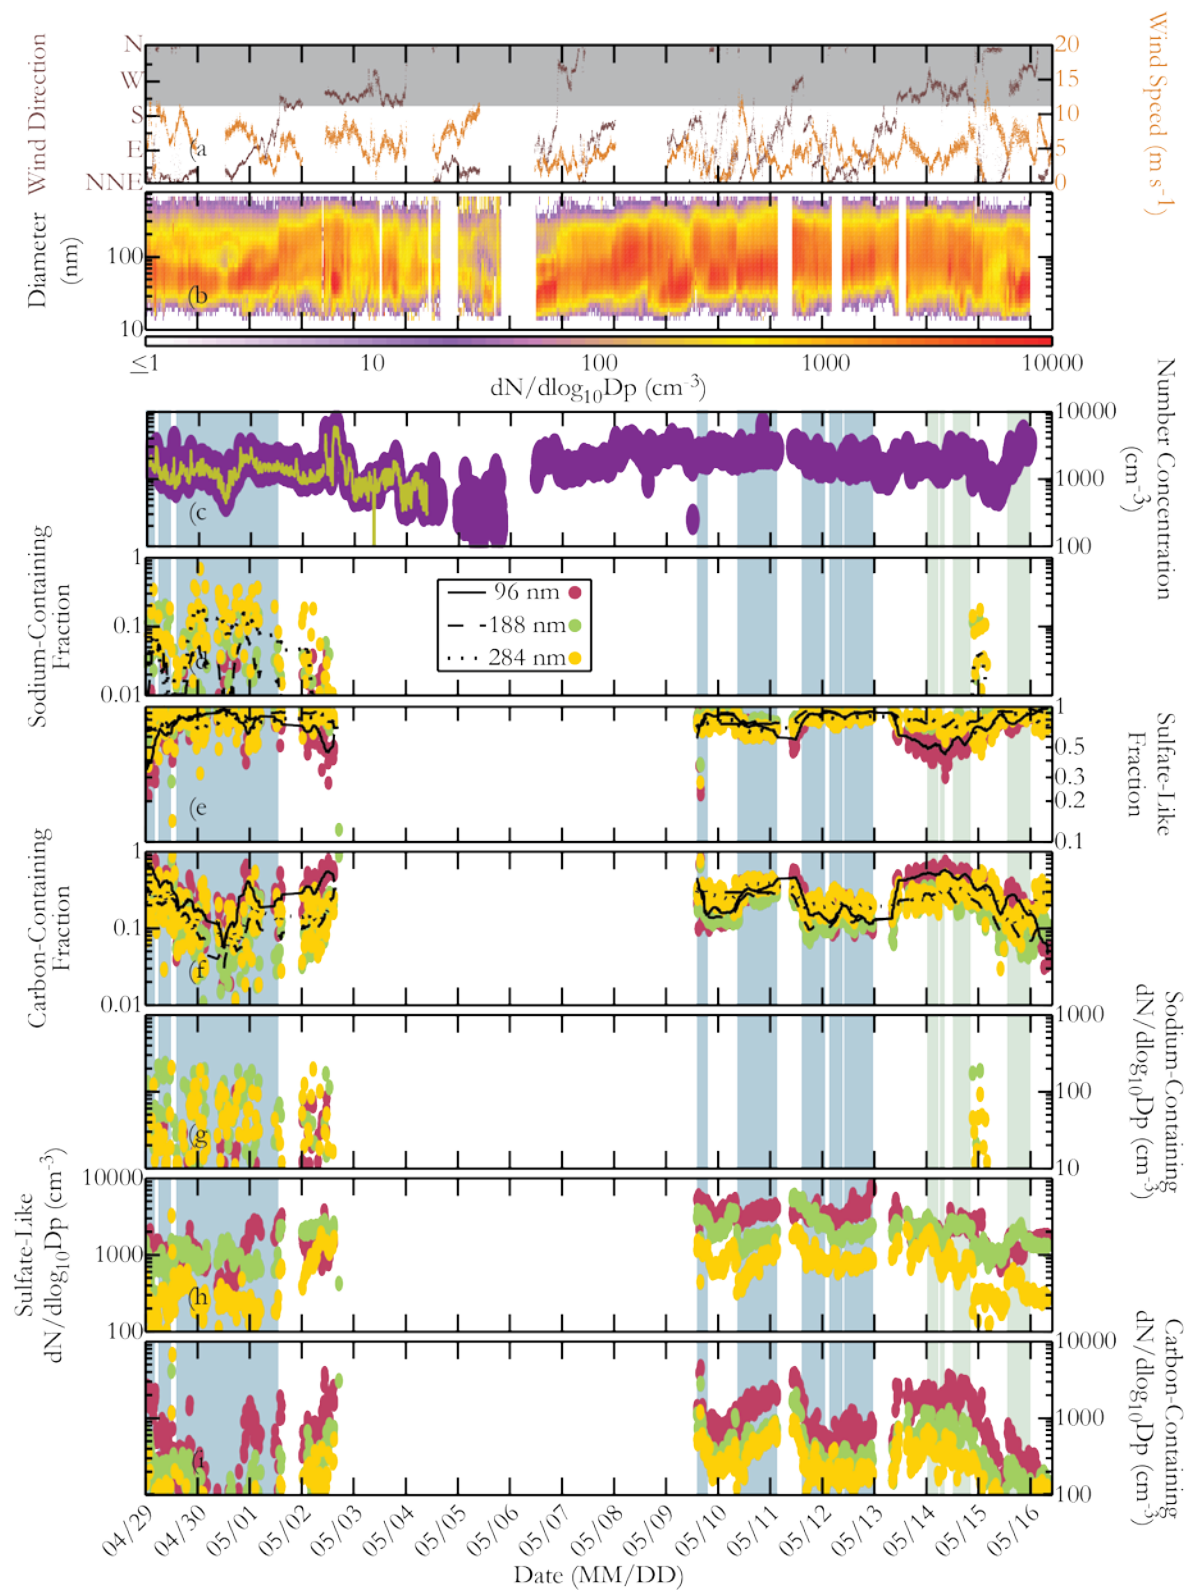 N
W
S
E
NNE
Wind Direction
20
15
10
5
0
Wind Speed (m s-1)
(a
Diameter
(nm)
100
10
(b
≤1
10
100
1000
10000
dN/dlog10Dp (cm-3)
10000
1000
100
Number Concentration
(cm-3)
(c
Sodium-Containing
Fraction
1
0.1
0.01
(d
96 nm
188 nm
284 nm
1
0.5
0.3
0.2
0.1
Sulfate-Like
Fraction
(e
Carbon-Containing
Fraction
1
0.1
0.01
(f
1000
100
10
Sodium-Containing
dN/dlog10Dp (cm-3)
(g
Sulfate-Like
dN/dlog10Dp (cm-3)
10000
1000
100
(h
10000
1000
100
Carbon-Containing
dN/dlog10Dp (cm-3)
(i
04/29
04/30
05/01
05/02
05/03
05/04
05/05
05/06
05/07
05/08
05/09
05/10
05/11
05/12
05/13
05/14
05/15
05/16
Date (MM/DD)